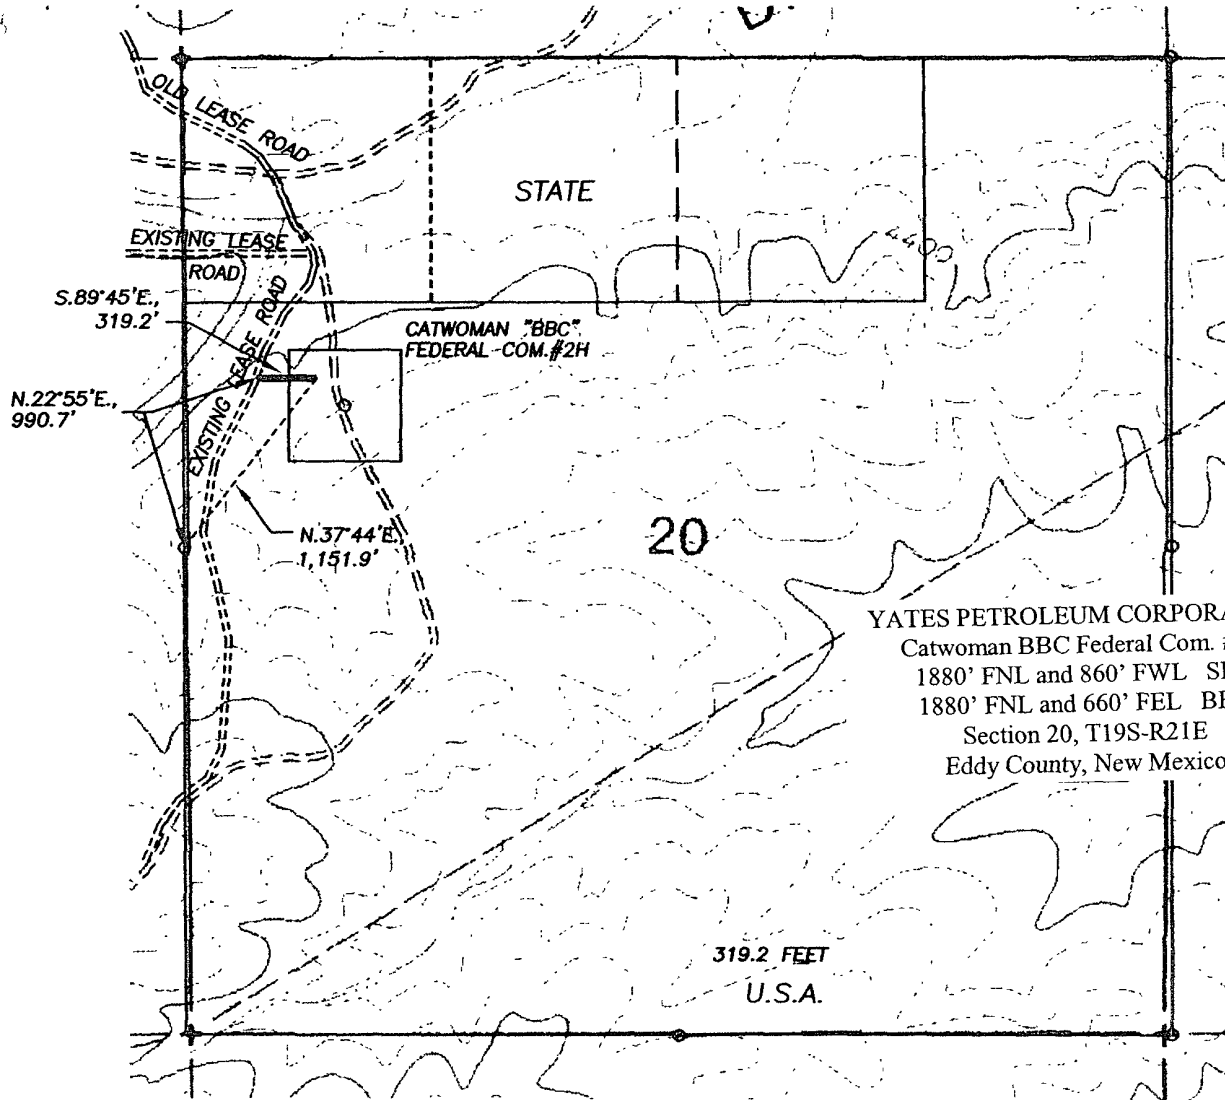 OLD LEASE ROAD
STATE
EXISTING LEASE
ROAD
4400
S.89°45'E.,
319.2'
EXISTING LEASE ROAD
CATWOMAN "BBC"
FEDERAL COM.#2H
N.22°55'E.,
990.7'
N.37°44'E.
1,151.9'
20
YATES PETROLEUM
Catwoman BBC Federal Com.
1880' FNL and 860' FWL
1880' FNL and 660' FEL
Section 20, T19S-R21E
Eddy County, New Mexico
319.2 FEET
U.S.A.